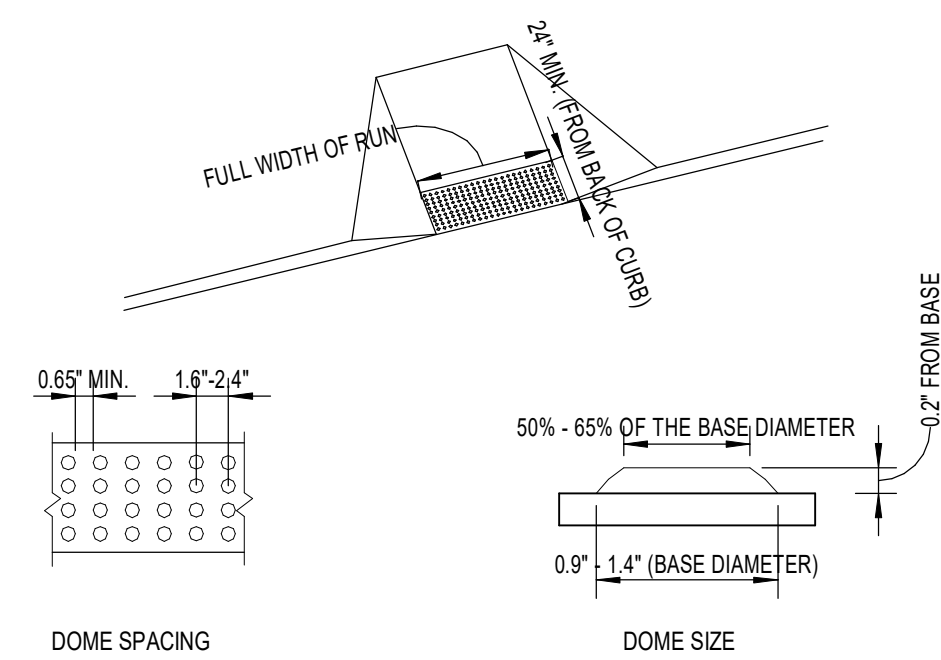 24" MIN. (FROM BACK OF CURB)
FULL WIDTH OF RUN
0.65" MIN.
1.6"-2.4"
50% - 65% OF THE BASE DIAMETER
0.2" FROM BASE
0.9" - 1.4" (BASE DIAMETER)
DOME SPACING
DOME SIZE